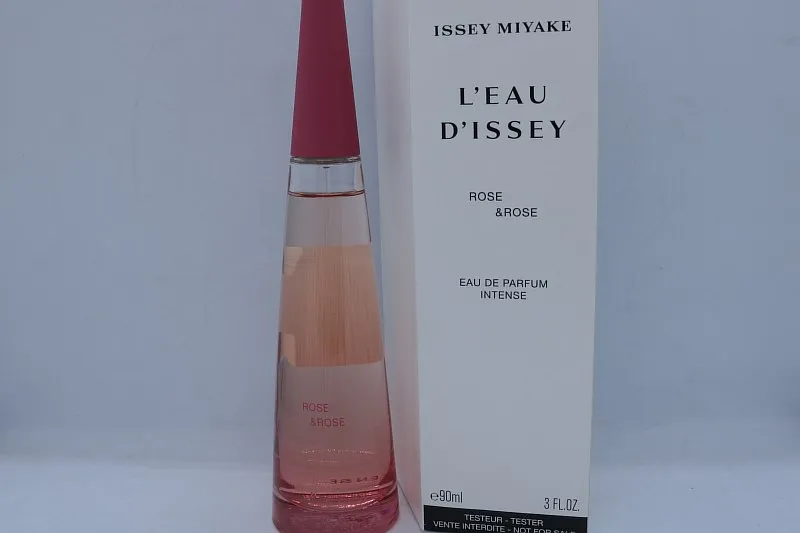 ISSEY MIYAKE
L'EAU
D'ISSEY
ROSE
&ROSE
EAU DE PARFUM
INTENSE
e90ml
3 FL.OZ.
TESTEUR - TESTER
VENTE INTERDITE - NOT FOR SALE
ROSE
&ROSE